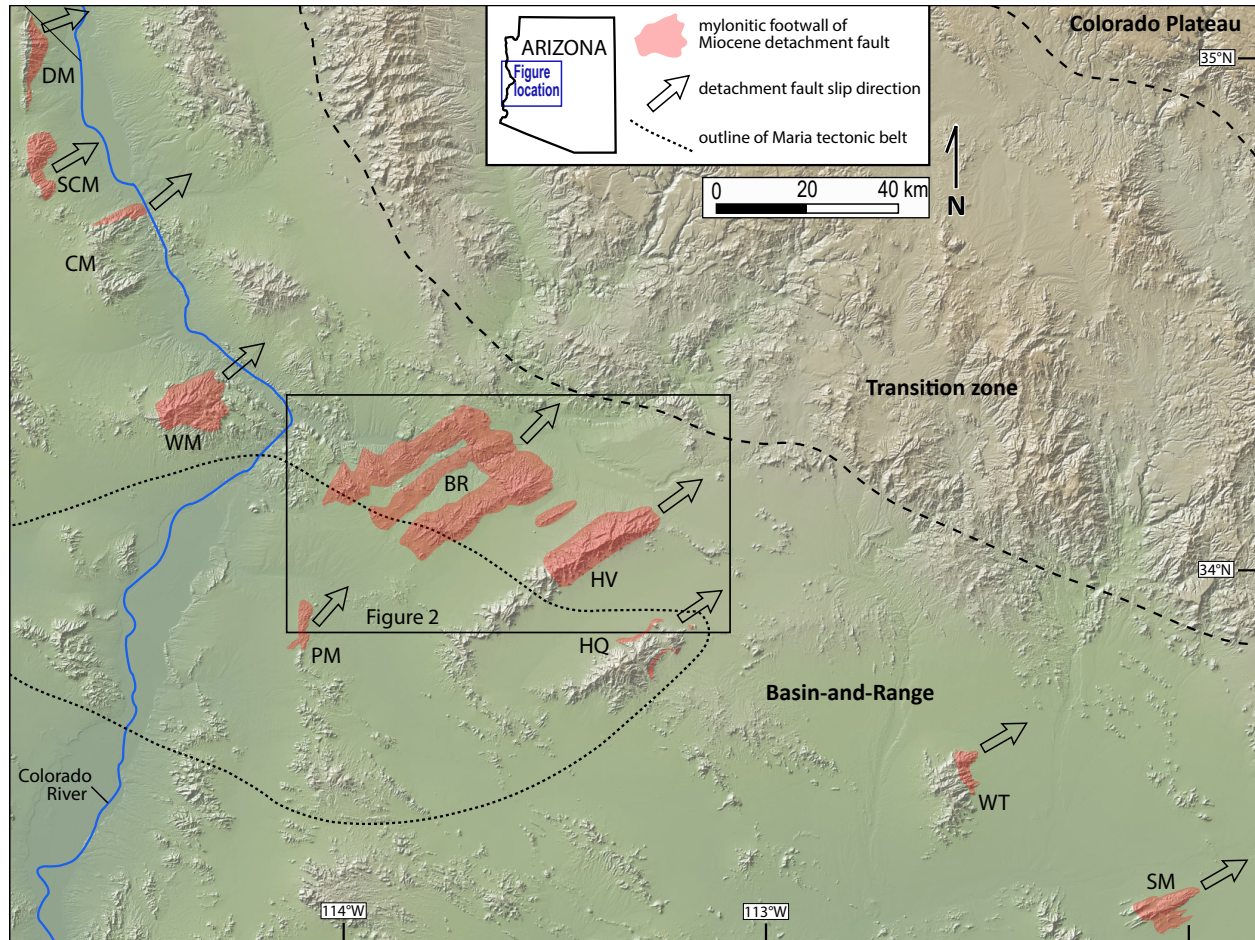 Colorado Plateau
35°N
ARIZONA
Figure
location
mylonitic footwall of
Miocene detachment fault
detachment fault slip direction
outline of Maria tectonic belt
0 20 40 km
N
DM
SCM
CM
WM
Transition zone
BR
HV
34°N
Figure 2
PM
HQ
Basin-and-Range
Colorado
River
WT
SM
114°W
113°W